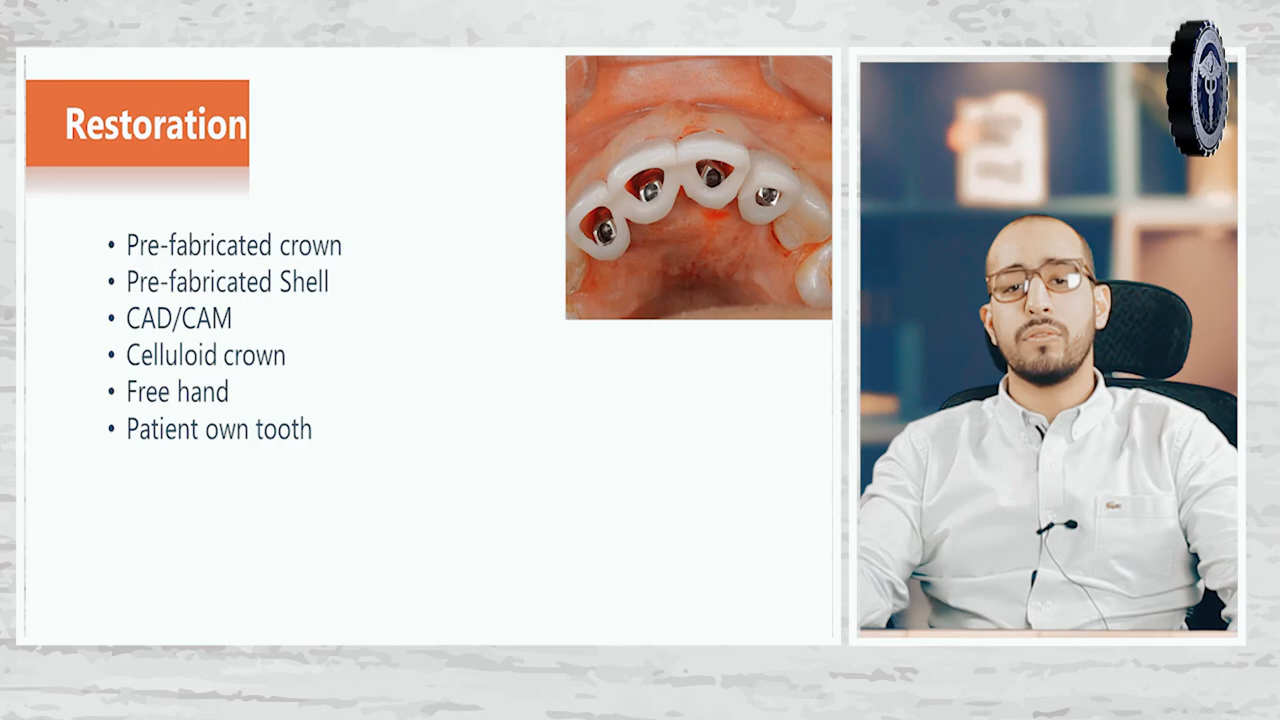 Restoration
• Pre-fabricated crown
• Pre-fabricated Shell
• CAD/CAM
• Celluloid crown
• Free hand
• Patient own tooth